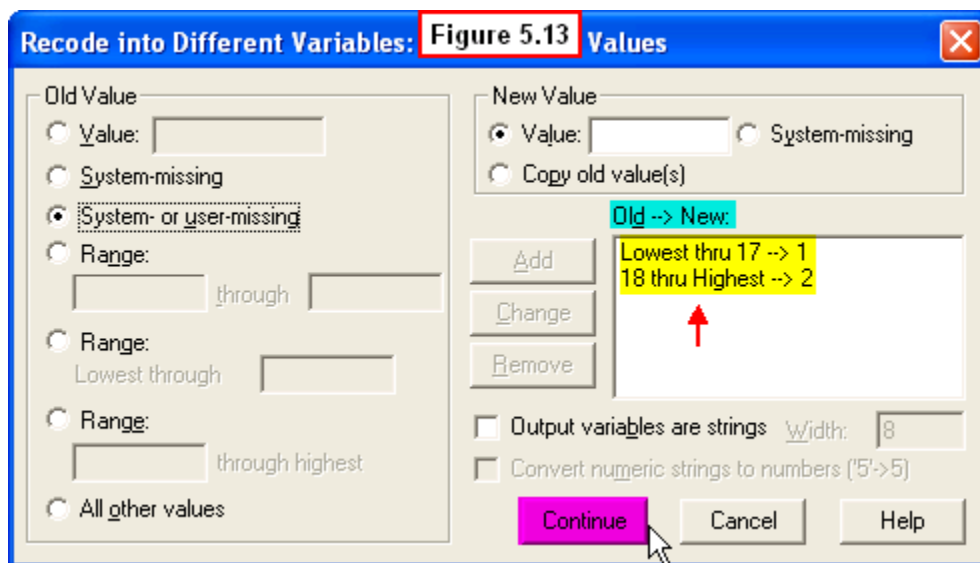 Recode into Different Variables: Figure 5.13 Values
Old Value
Value:
System-missing
System- or user-missing
Range:
through
Range:
Lowest through
Range:
through highest
All other values
New Value
Value:
System-missing
Copy old value(s)
Old --> New:
Add
Change
Remove
Lowest thru 17 --> 1
18 thru Highest --> 2
Output variables are strings Width: 8
Convert numeric strings to numbers ('5'->5)
Continue
Cancel
Help